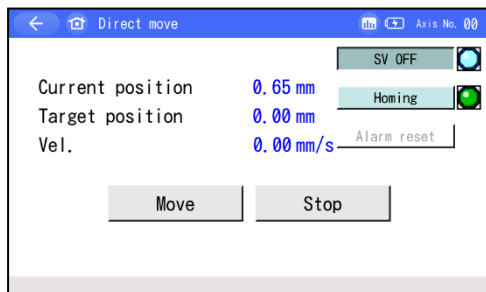 Direct move Axis No. 00
SV OFF
Current position 0.65 mm
Homing
Target position 0.00 mm
Alarm reset
Vel. 0.00 mm/s
Move Stop